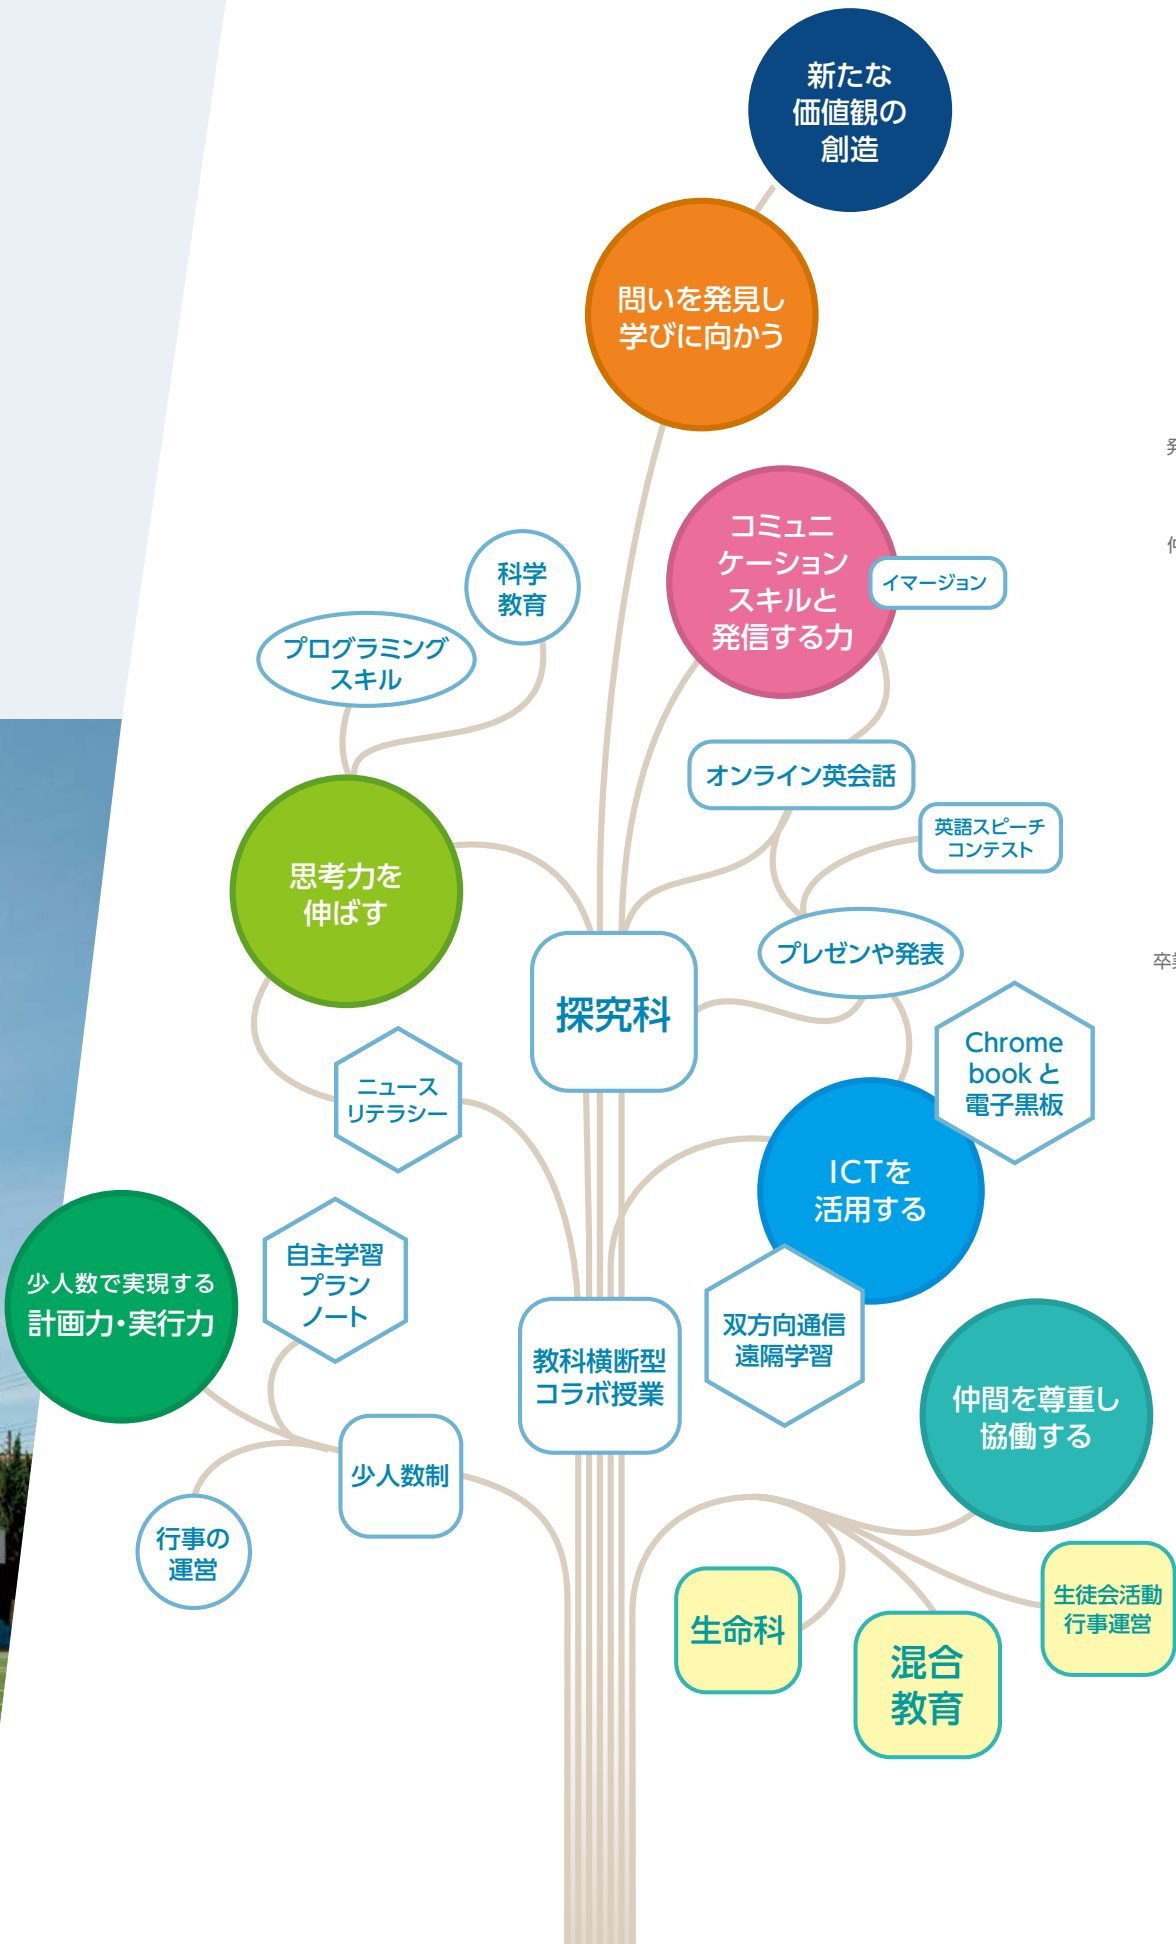 新たな
価値観の
創造
問いを発見し
学びに向かう
コミュニ
ケーション
スキルと
発信する力
イマージョン
科学
教育
プログラミング
スキル
オンライン英会話
英語スピーチ
コンテスト
思考力を
伸ばす
プレゼンや発表
探究科
Chrome
book と
電子黒板
ニュース
リテラシー
ICTを
活用する
自主学習
プラン
ノート
少人数で実現する
計画力・実行力
双方向通信
遠隔学習
教科横断型
コラボ授業
仲間を尊重し
協働する
少人数制
行事の
運営
生命科
混合
教育
生徒会活動
行事運営